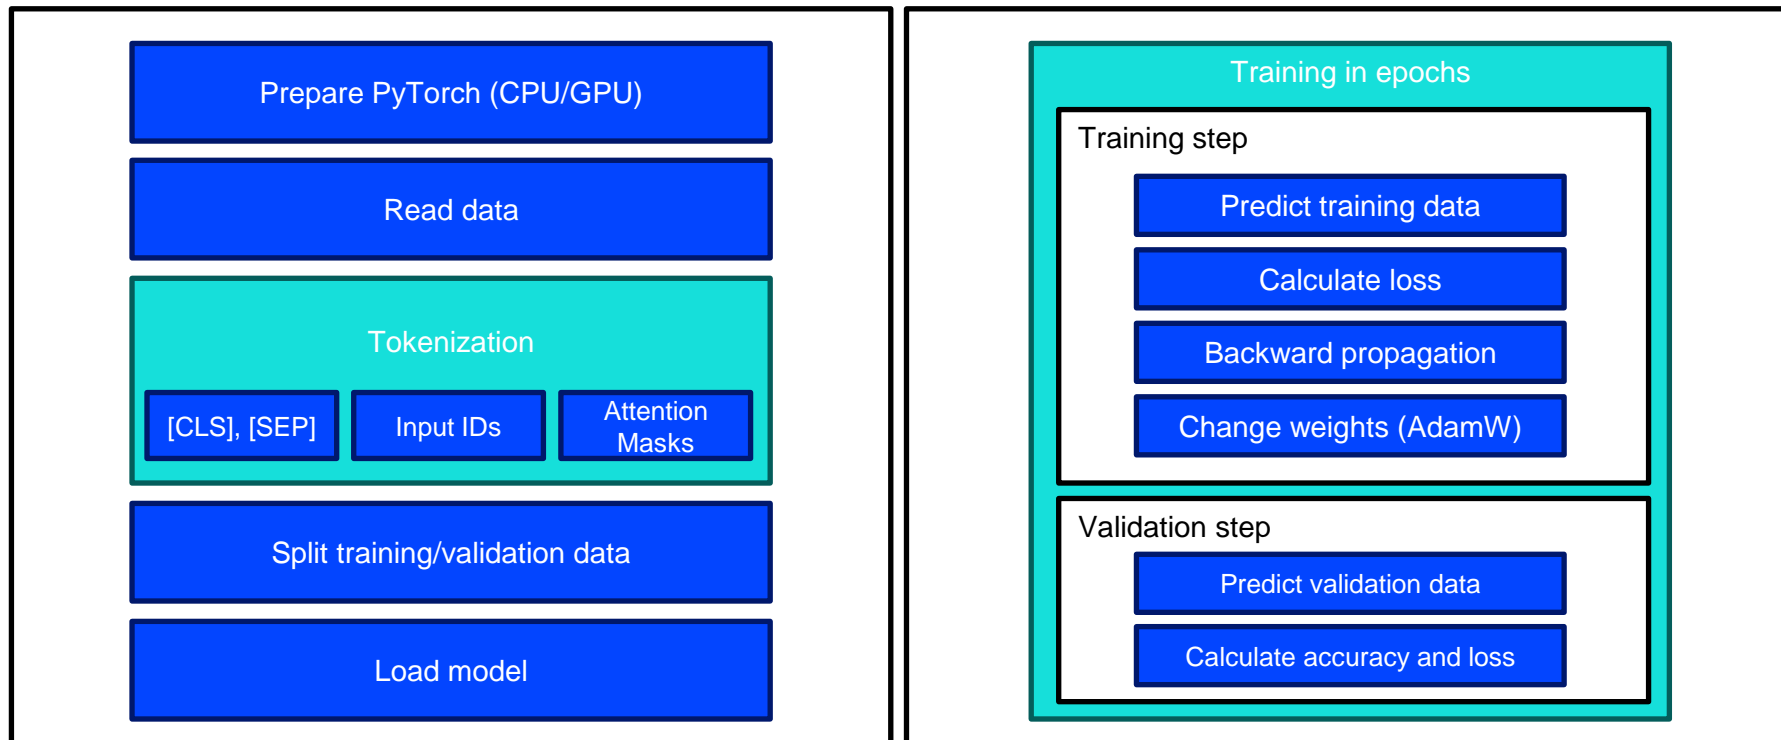 Prepare PyTorch (CPU/GPU)
Read data
Tokenization
[CLS], [SEP]
Input IDs
Attention
Masks
Split training/validation data
Load model
Training in epochs
Training step
Predict training data
Calculate loss
Backward propagation
Change weights (AdamW)
Validation step
Predict validation data
Calculate accuracy and loss